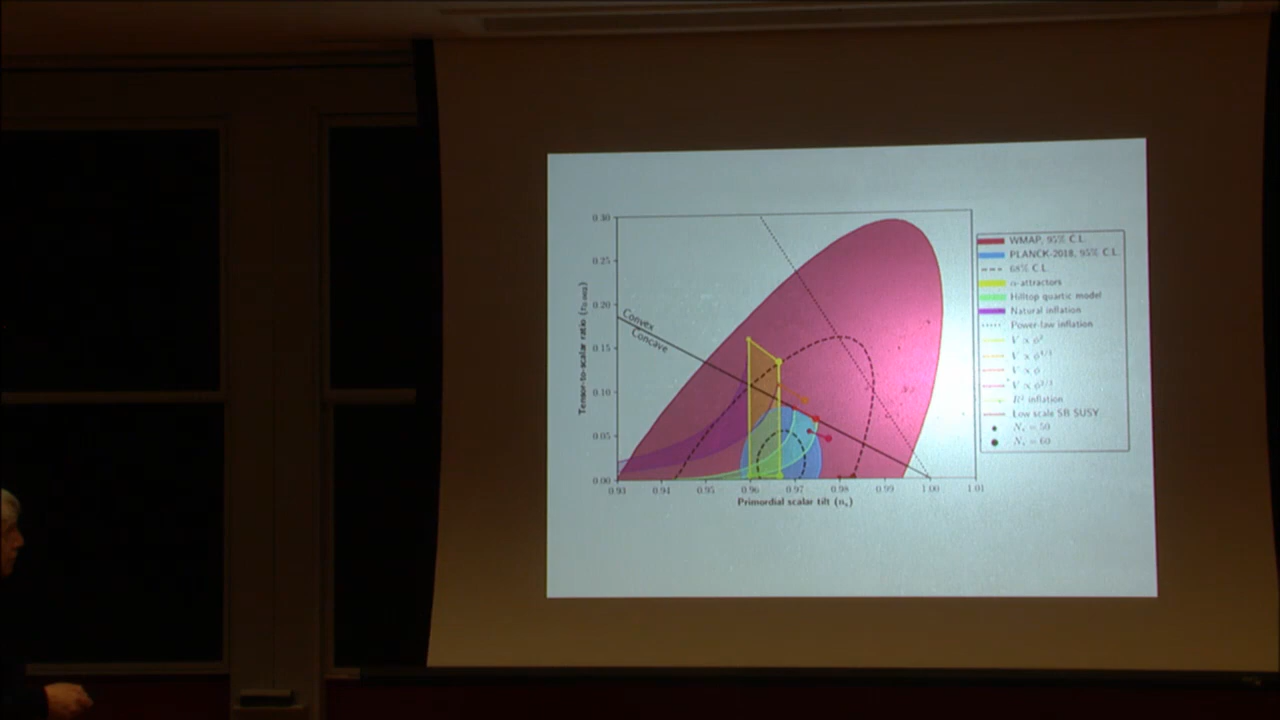 0.30
0.25
0.20
0.15
0.10
0.05
0.00
Tensor-to-scalar ratio (r0.002)
Convex
Concave
0.93 0.94 0.95 0.96 0.97 0.98 0.99 1.00 1.01
Primordial scalar tilt (ns)
WMAP, 95% C.L.
PLANCK-2018, 95% C.L.
68% C.L.
α-attractors
Hilltop quartic model
Natural inflation
Power-law inflation
V ∝ ϕ²
V ∝ ϕ
R² inflation
Low scale SB SUSY
N* = 50
N* = 60